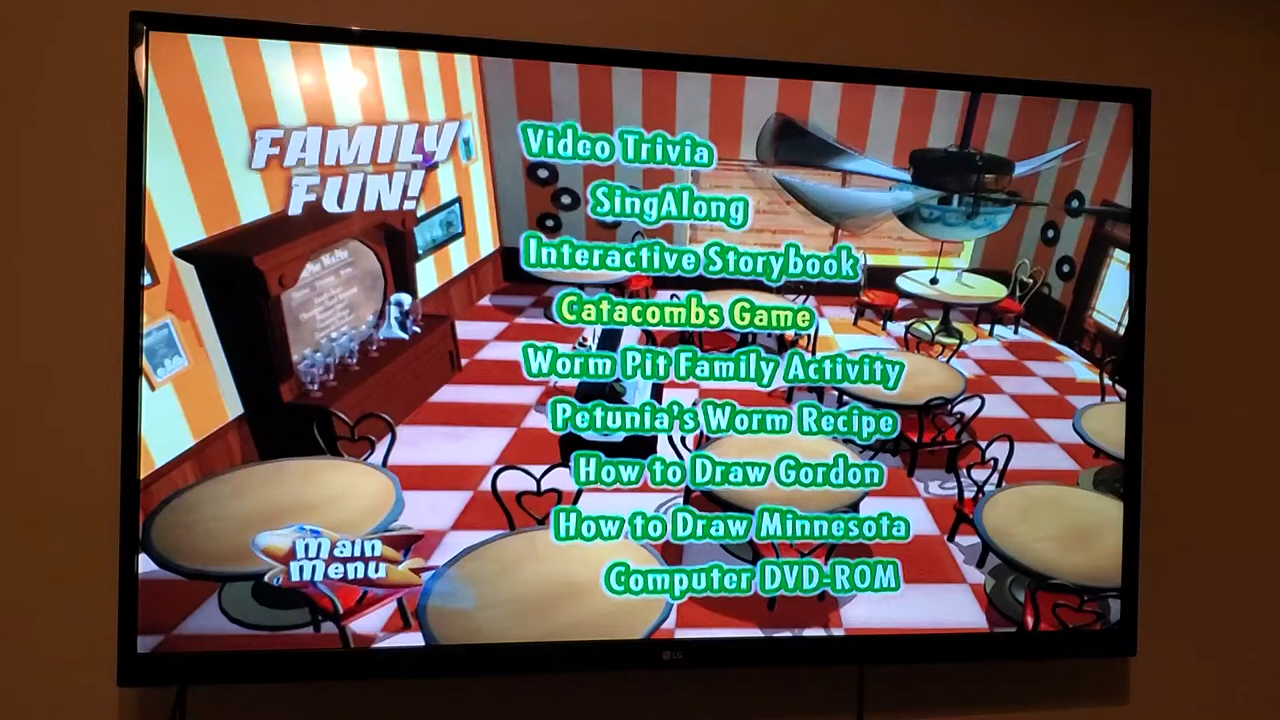 FAMILY
FUN!
Video Trivia
SingAlong
Interactive Storybook
Catacombs Game
Worm Pit Family Activity
Petunia's Worm Recipe
How to Draw Gordon
How to Draw Minnesota
Computer DVD-ROM
main
menu
LG